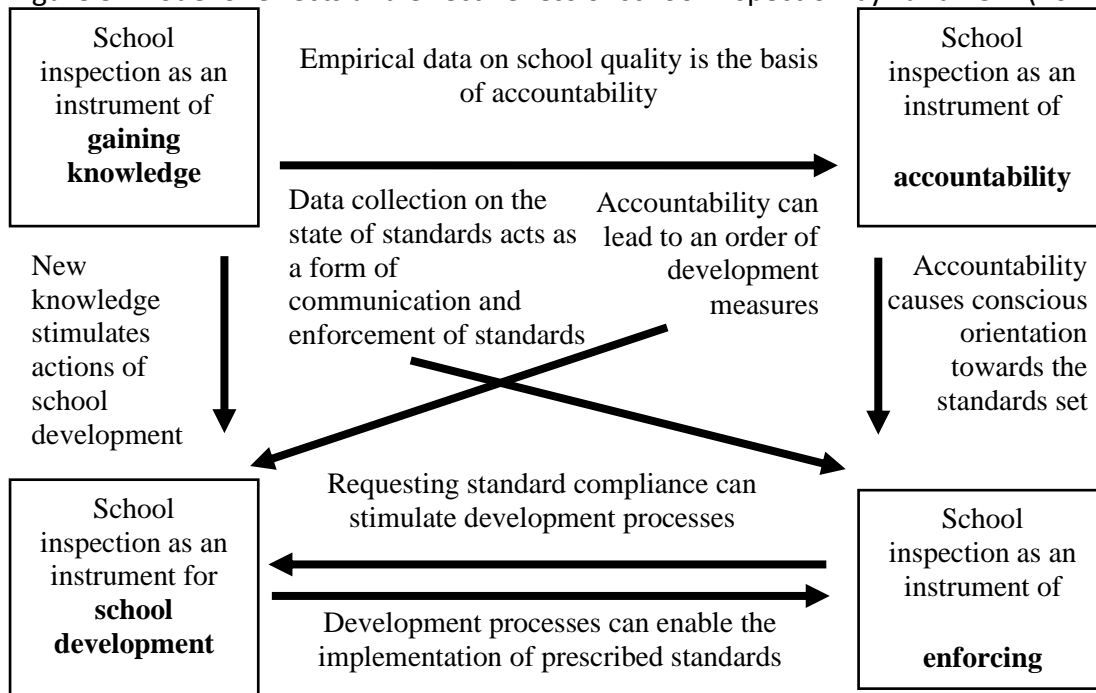 School
inspection as an
instrument of
gaining
knowledge
Empirical data on school quality is the basis
of accountability
School
inspection as an
instrument of
accountability
New
knowledge
stimulates
actions of
school
development
Data collection on the
state of standards acts as
a form of
communication and
enforcement of standards
Accountability can
lead to an order of
development
measures
Accountability
causes conscious
orientation
towards the
standards set
School
inspection as an
instrument for
school
development
Requesting standard compliance can
stimulate development processes
Development processes can enable the
implementation of prescribed standards
School
inspection as an
instrument of
enforcing